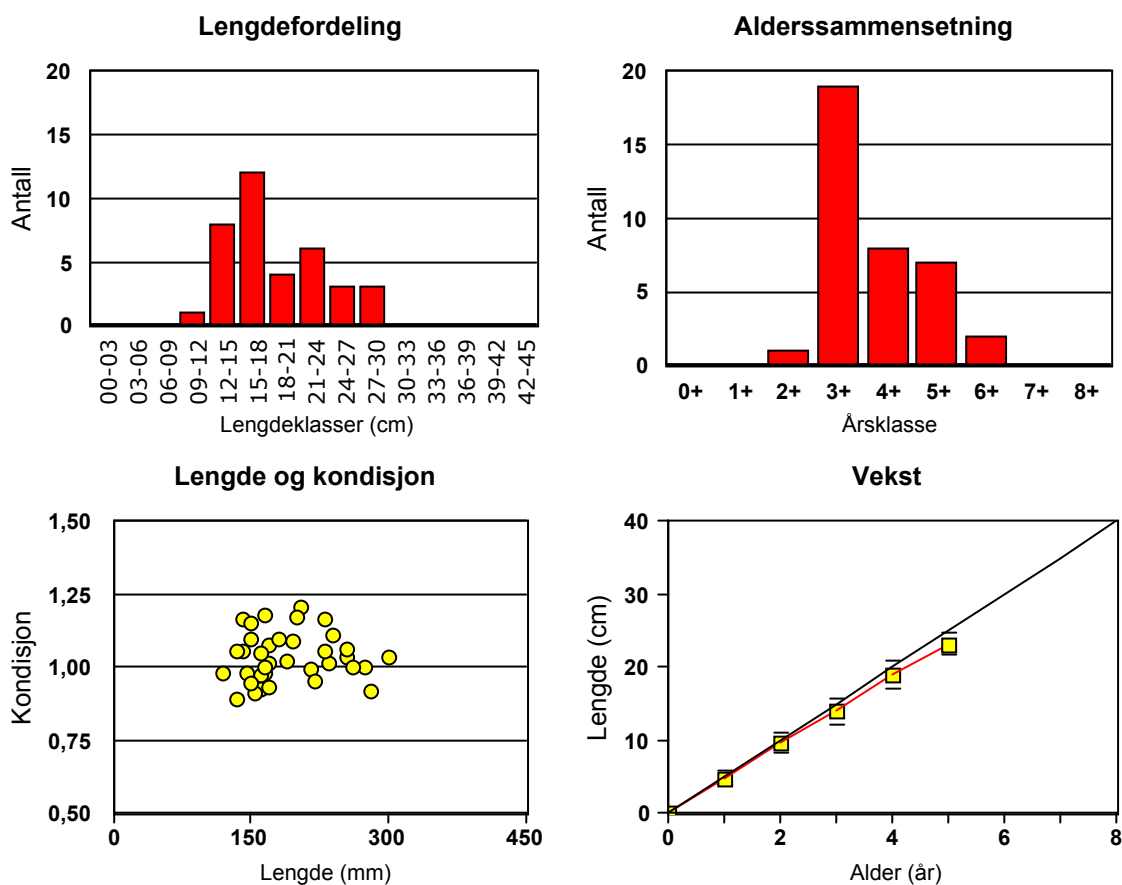 Lengdefordeling
Antall
20
15
10
5
0
00-03
03-06
06-09
09-12
12-15
15-18
18-21
21-24
24-27
27-30
30-33
33-36
36-39
39-42
42-45
Lengdeklasser (cm)
Alderssammensetning
Antall
20
15
10
5
0
0+ 1+ 2+ 3+ 4+ 5+ 6+ 7+ 8+
Årsklasse
Lengde og kondisjon
Kondisjon
1,50
1,25
1,00
0,75
0,50
0 150 300 450
Lengde (mm)
Vekst
Lengde (cm)
40
30
20
10
0
0 2 4 6 8
Alder (år)